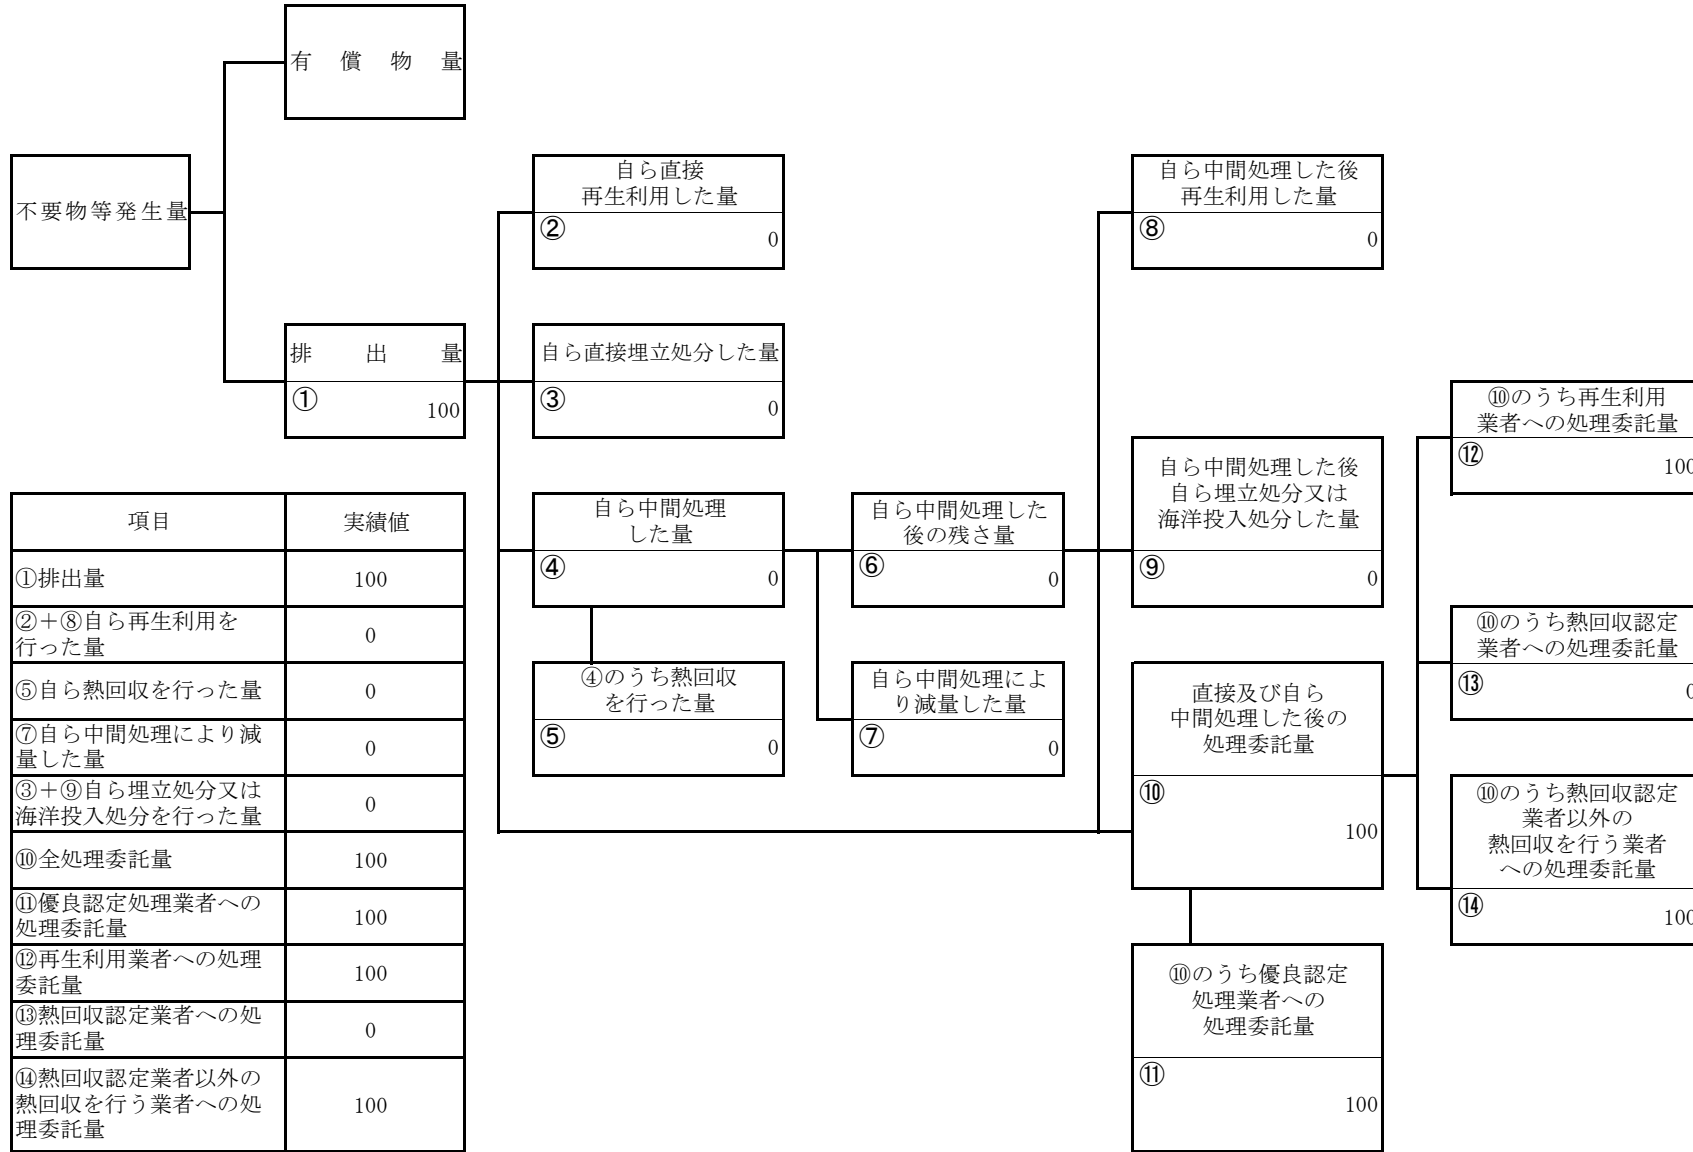 有償物量
不要物等発生量
自ら直接
再生利用した量
②
0
自ら中間処理した後
再生利用した量
⑧
0
排出量
①
100
自ら直接埋立処分した量
③
0
⑩のうち再生利用
業者への処理委託量
⑫
100
自ら中間処理した後
自ら埋立処分又は
海洋投入処分した量
⑨
0
自ら中間処理
した量
④
0
自ら中間処理した
後の残さ量
⑥
0
⑩のうち熱回収認定
業者への処理委託量
⑬
0
④のうち熱回収
を行った量
⑤
0
自ら中間処理によ
り減量した量
⑦
0
直接及び自ら
中間処理した後の
処理委託量
⑩
100
⑩のうち熱回収認定
業者以外の
熱回収を行う業者
への処理委託量
⑭
100
⑩のうち優良認定
処理業者への
処理委託量
⑪
100
項目 実績値
①排出量 100
②+⑧自ら再生利用を
行った量 0
⑤自ら熱回収を行った量 0
⑦自ら中間処理により減
量した量 0
③+⑨自ら埋立処分又は
海洋投入処分を行った量 0
⑩全処理委託量 100
⑪優良認定処理業者への
処理委託量 100
⑫再生利用業者への処理
委託量 100
⑬熱回収認定業者への処
理委託量 0
⑭熱回収認定業者以外の
熱回収を行う業者への処 100
理委託量